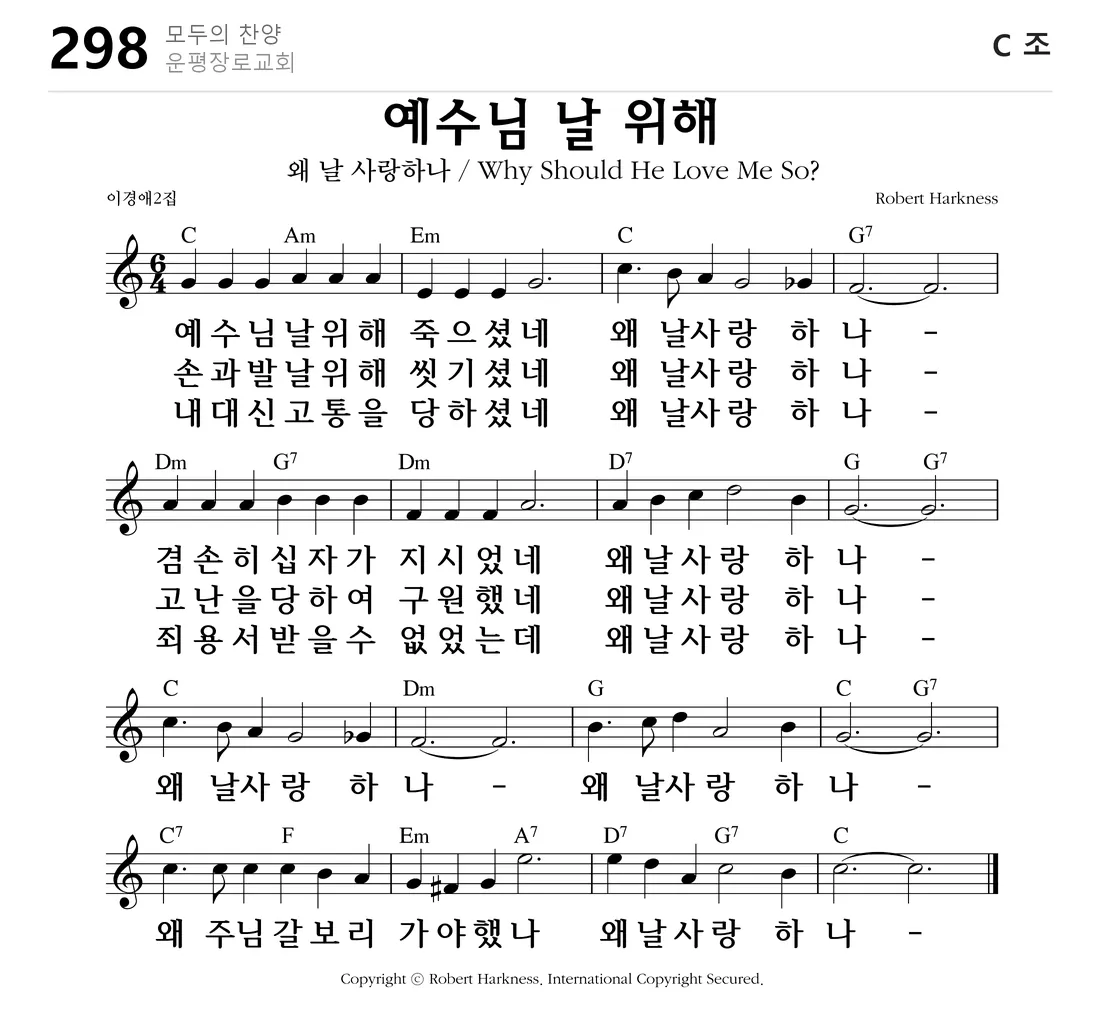 298 모두의 찬양
운평장로교회
C 조
예수님 날 위해
왜 날 사랑하나 / Why Should He Love Me So?
이경애2집 Robert Harkness
C Am Em C G7
6
4
예수님날위해 죽으셨네 왜 날사랑 하 나 -
손과발날위해 씻기셨네 왜 날사랑 하 나 -
내대신고통을 당하셨네 왜 날사랑 하 나 -
Dm G7 Dm D7 G G7
겸손히십자가 지시었네 왜날사랑 하 나 -
고난을당하여 구원했네 왜날사랑 하 나 -
죄용서받을수 없었는데 왜날사랑 하 나 -
C Dm G C G7
왜 날사랑 하 나 - 왜 날사랑 하 나 -
C7 F Em A7 D7 G7 C
왜 주님갈보리 가야했나 왜날사랑 하 나 -
Copyright ⓒ Robert Harkness. International Copyright Secured.